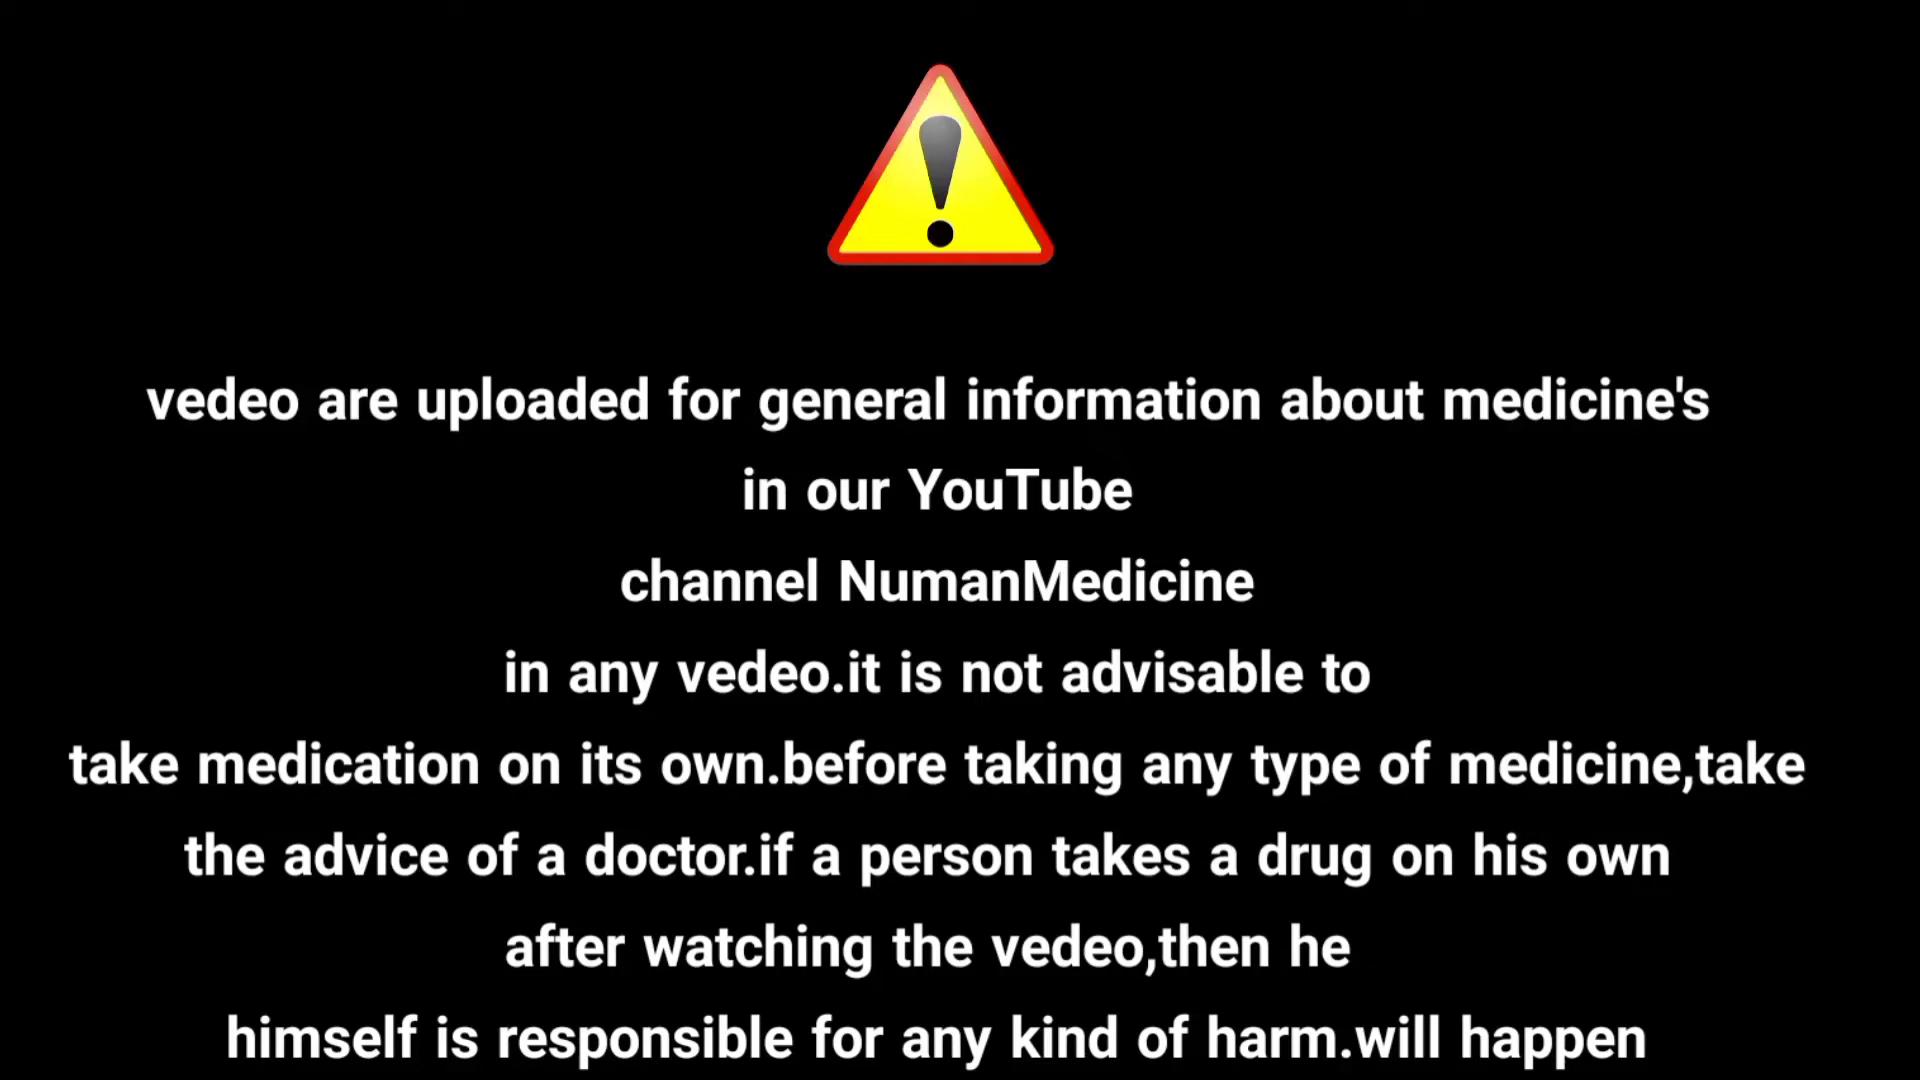 vedeo are uploaded for general information about medicine's
in our YouTube
channel NumanMedicine
in any vedeo.it is not advisable to
take medication on its own.before taking any type of medicine,take
the advice of a doctor.if a person takes a drug on his own
after watching the vedeo,then he
himself is responsible for any kind of harm.will happen